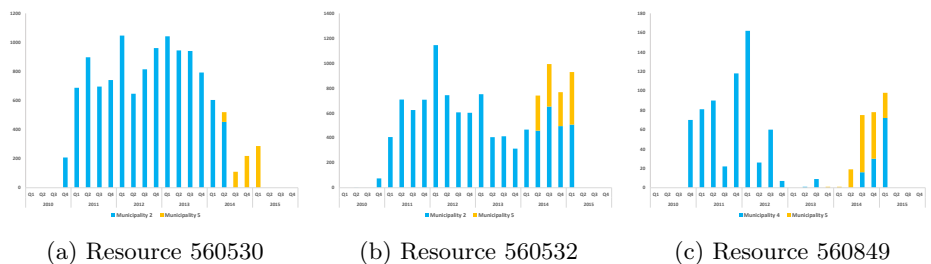 1200
1000
800
600
400
200
0
Q1 Q2 Q3 Q4 Q1 Q2 Q3 Q4 Q1 Q2 Q3 Q4 Q1 Q2 Q3 Q4 Q1 Q2 Q3 Q4 Q1 Q2 Q3 Q4
2010 2011 2012 2013 2014 2015
Municipality 2 Municipality 5
(a) Resource 560530
1400
1200
1000
800
600
400
200
0
Q1 Q2 Q3 Q4 Q1 Q2 Q3 Q4 Q1 Q2 Q3 Q4 Q1 Q2 Q3 Q4 Q1 Q2 Q3 Q4 Q1 Q2 Q3 Q4
2010 2011 2012 2013 2014 2015
Municipality 2 Municipality 5
(b) Resource 560532
180
160
140
120
100
80
60
40
20
0
Q1 Q2 Q3 Q4 Q1 Q2 Q3 Q4 Q1 Q2 Q3 Q4 Q1 Q2 Q3 Q4 Q1 Q2 Q3 Q4 Q1 Q2 Q3 Q4
2010 2011 2012 2013 2014 2015
Municipality 4 Municipality 5
(c) Resource 560849